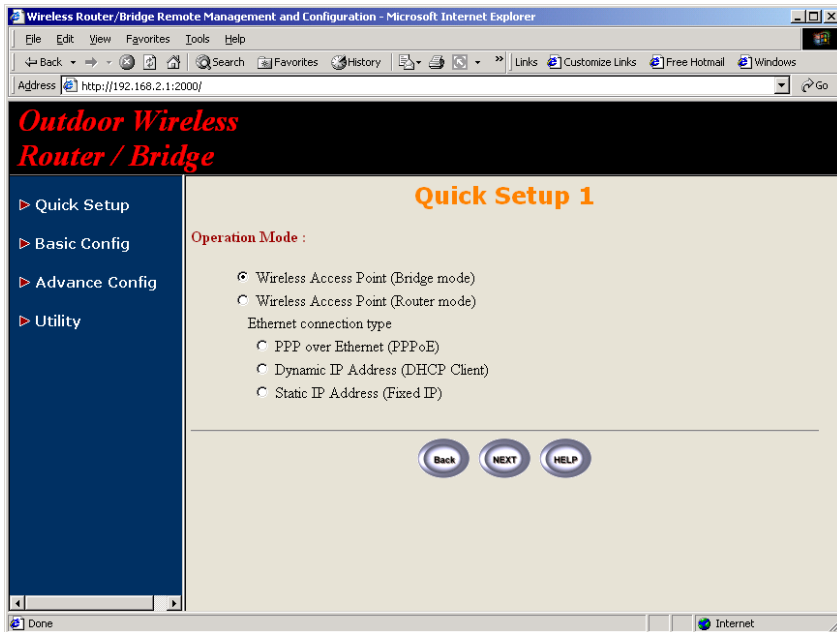 Wireless Router/Bridge Remote Management and Configuration - Microsoft Internet Explorer
File Edit View Favorites Tools Help
Back Search Favorites History » Links Customize Links Free Hotmail Windows
Address http://192.168.2.1:2000/ Go
Outdoor Wireless
Router / Bridge
Quick Setup
Basic Config
Advance Config
Utility
Quick Setup 1
Operation Mode :
Wireless Access Point (Bridge mode)
Wireless Access Point (Router mode)
Ethernet connection type
PPP over Ethernet (PPPoE)
Dynamic IP Address (DHCP Client)
Static IP Address (Fixed IP)
Back NEXT HELP
Done Internet